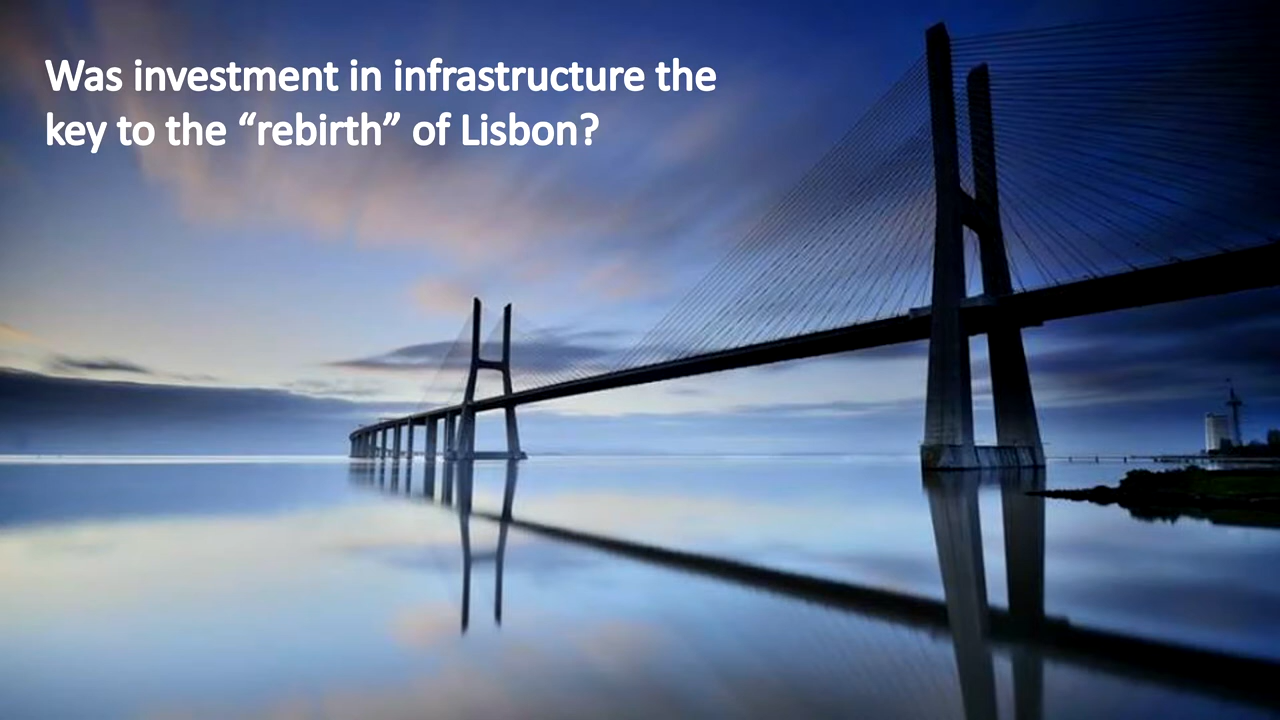 Was investment in infrastructure the
key to the “rebirth” of Lisbon?